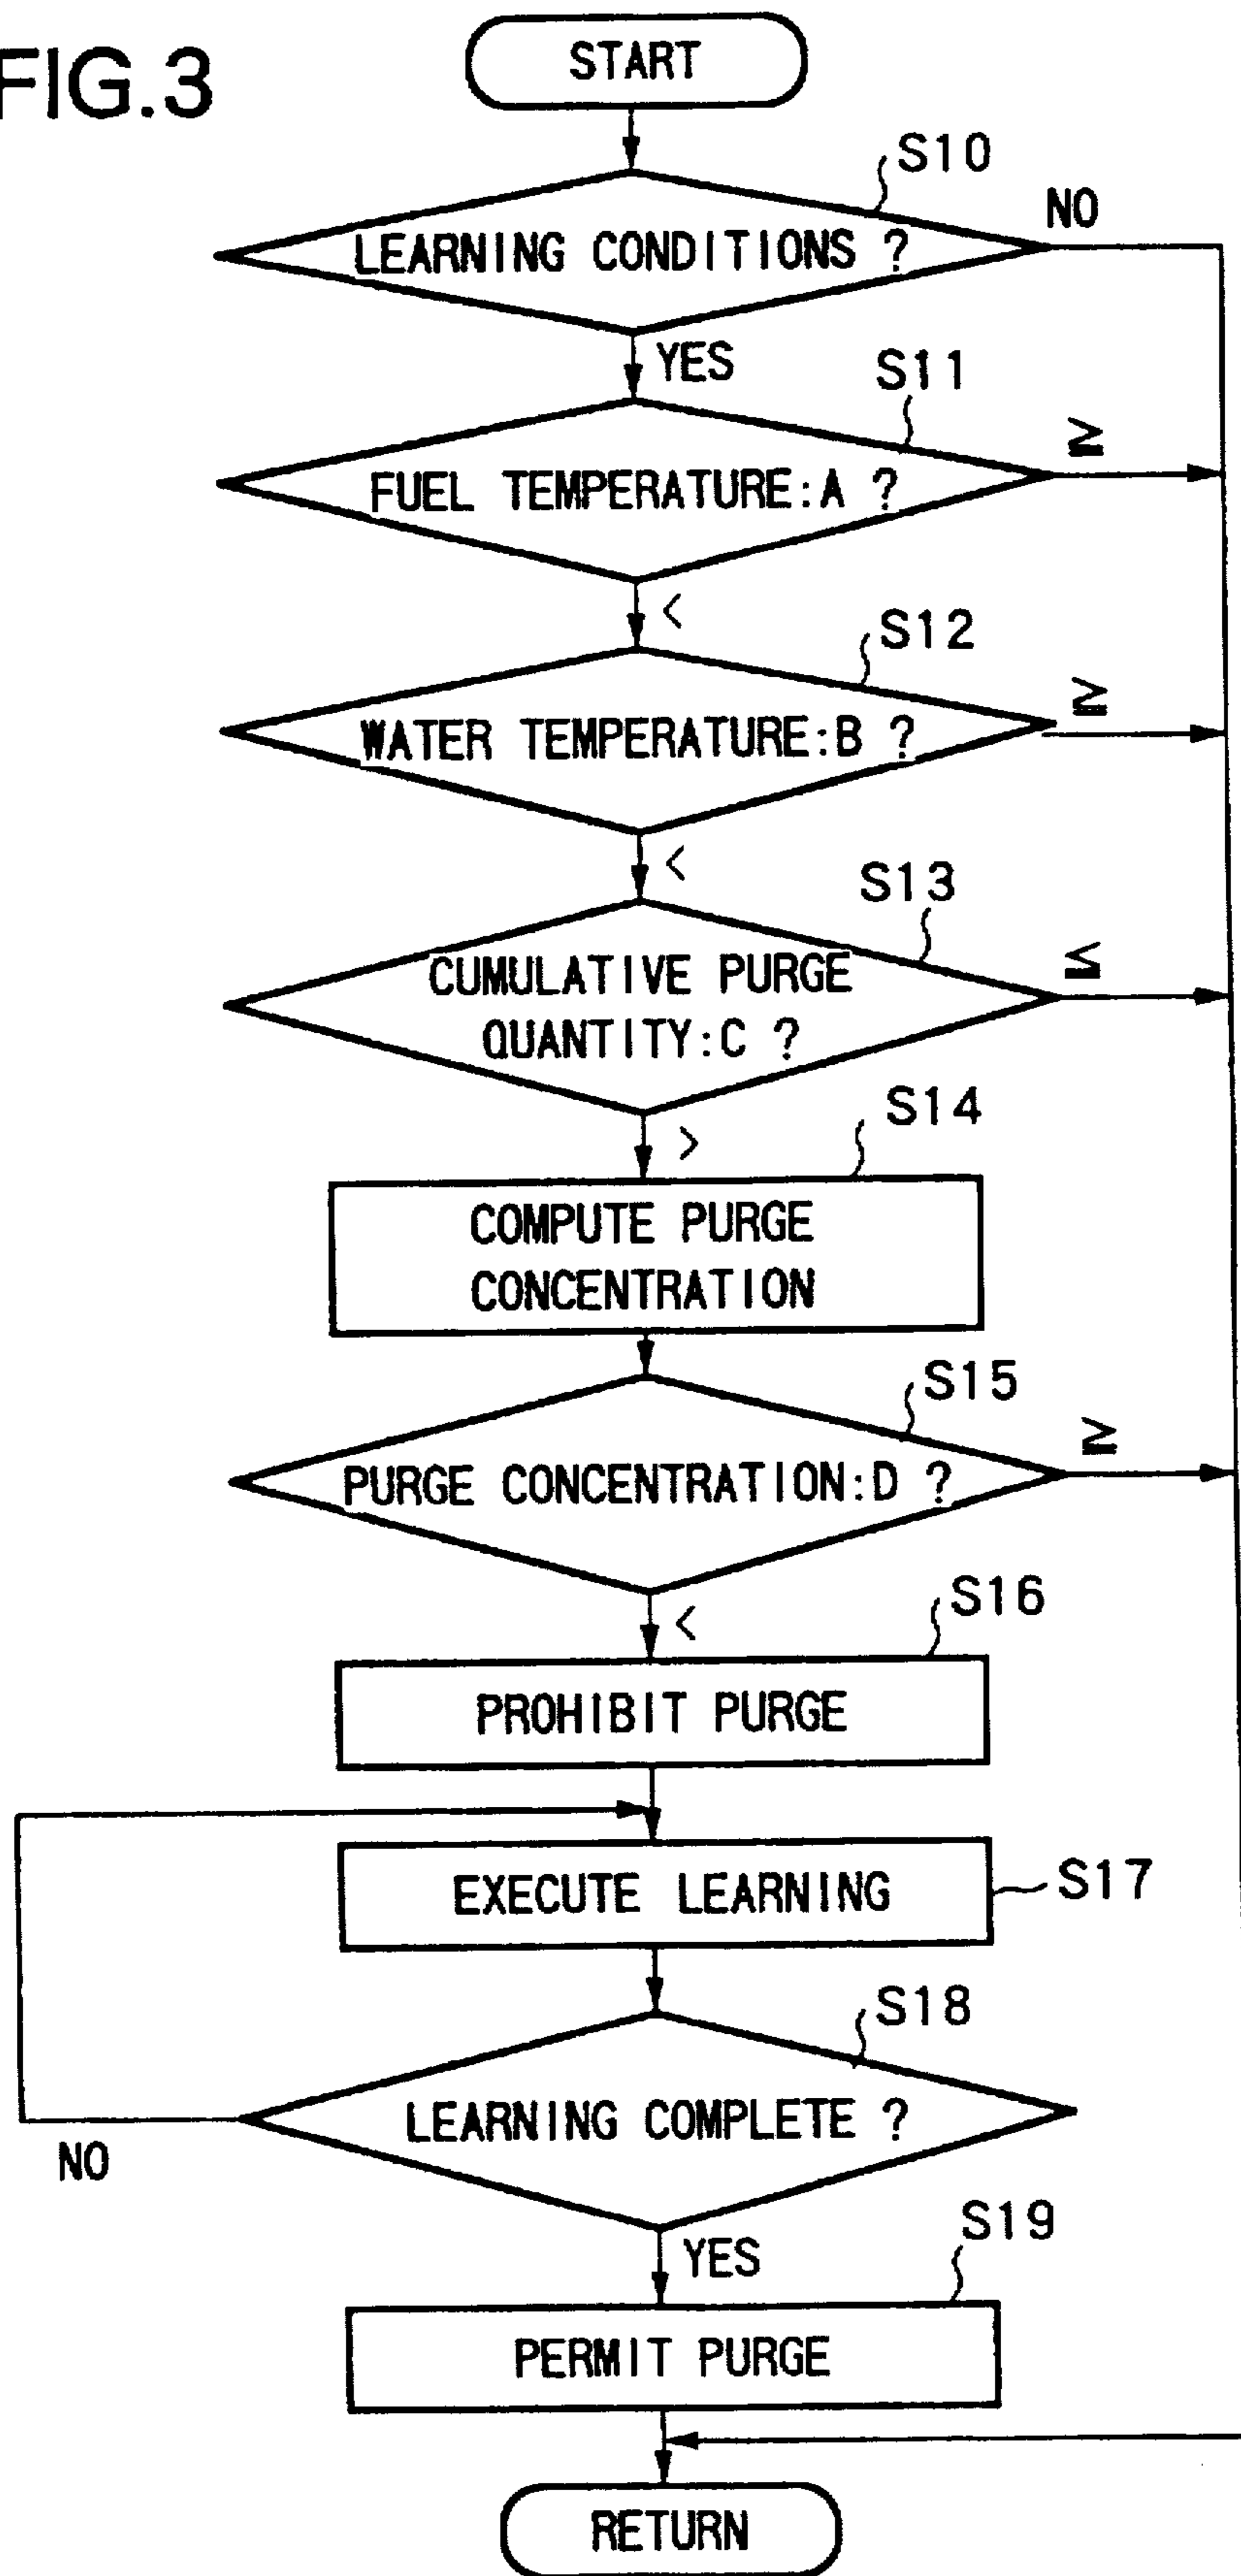 FIG.3
START
S10
NO
LEARNING CONDITIONS ?
YES
S11
≧
FUEL TEMPERATURE:A ?
<
S12
≧
WATER TEMPERATURE:B ?
<
S13
≦
CUMULATIVE PURGE
QUANTITY:C ?
>
S14
COMPUTE PURGE
CONCENTRATION
S15
≧
PURGE CONCENTRATION:D ?
<
S16
PROHIBIT PURGE
EXECUTE LEARNING
S17
S18
LEARNING COMPLETE ?
NO
YES
S19
PERMIT PURGE
RETURN